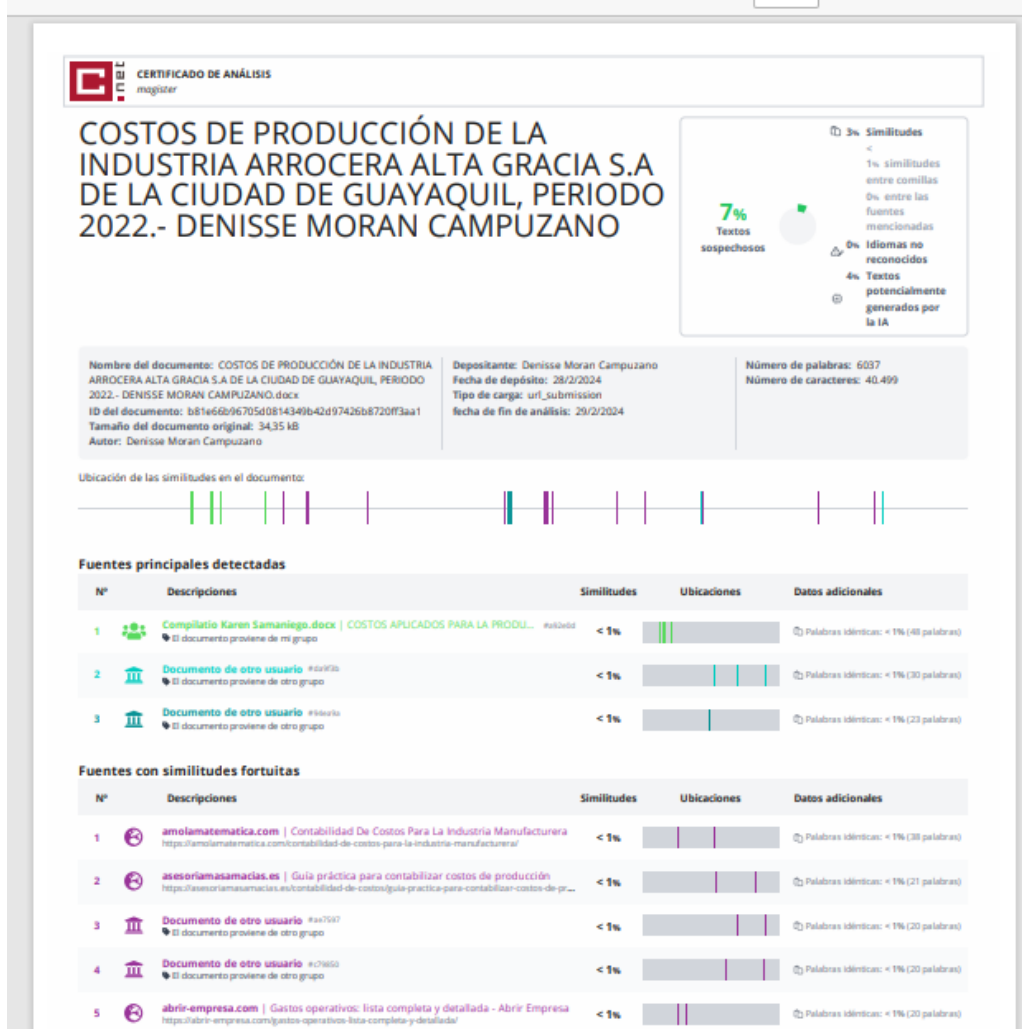 C .net
CERTIFICADO DE ANÁLISIS
magister
COSTOS DE PRODUCCIÓN DE LA
INDUSTRIA ARROCERA ALTA GRACIA S.A
DE LA CIUDAD DE GUAYAQUIL, PERIODO
2022.- DENISSE MORAN CAMPUZANO
7%
Textos
sospechosos
3% Similitudes
<
1% similitudes
entre comillas
0% entre las
fuentes
mencionadas
0% Idiomas no
reconocidos
4% Textos
potencialmente
generados por
la IA
Nombre del documento: COSTOS DE PRODUCCIÓN DE LA INDUSTRIA
ARROCERA ALTA GRACIA S.A DE LA CIUDAD DE GUAYAQUIL, PERIODO
2022.- DENISSE MORAN CAMPUZANO.docx
ID del documento: b81e66b96705d0814349b42d97426b8720ff3aa1
Tamaño del documento original: 34,35 kB
Autor: Denisse Moran Campuzano
Depositante: Denisse Moran Campuzano
Fecha de depósito: 28/2/2024
Tipo de carga: url_submission
fecha de fin de análisis: 29/2/2024
Número de palabras: 6037
Número de caracteres: 40.499
Ubicación de las similitudes en el documento:
Fuentes principales detectadas
Nº Descripciones Similitudes Ubicaciones Datos adicionales
1 Compilatio Karen Samaniego.docx | COSTOS APLICADOS PARA LA PRODU... < 1% Palabras idénticas: < 1% (48 palabras)
El documento proviene de mi grupo
2 Documento de otro usuario < 1% Palabras idénticas: < 1% (30 palabras)
El documento proviene de otro grupo
3 Documento de otro usuario < 1% Palabras idénticas: < 1% (23 palabras)
El documento proviene de otro grupo
Fuentes con similitudes fortuitas
Nº Descripciones Similitudes Ubicaciones Datos adicionales
1 amolamatematica.com | Contabilidad De Costos Para La Industria Manufacturera < 1% Palabras idénticas: < 1% (38 palabras)
https://amolamatematica.com/contabilidad-de-costos-para-la-industria-manufacturera/
2 asesoriamasamacias.es | Guía práctica para contabilizar costos de producción < 1% Palabras idénticas: < 1% (21 palabras)
https://asesoriamasamacias.es/contabilidad-de-costos/guia-practica-para-contabilizar-costos-de-pr...
3 Documento de otro usuario #ae7597 < 1% Palabras idénticas: < 1% (20 palabras)
El documento proviene de otro grupo
4 Documento de otro usuario < 1% Palabras idénticas: < 1% (20 palabras)
El documento proviene de otro grupo
5 abrir-empresa.com | Gastos operativos: lista completa y detallada - Abrir Empresa < 1% Palabras idénticas: < 1% (20 palabras)
https://abrir-empresa.com/gastos-operativos-lista-completa-y-detallada/